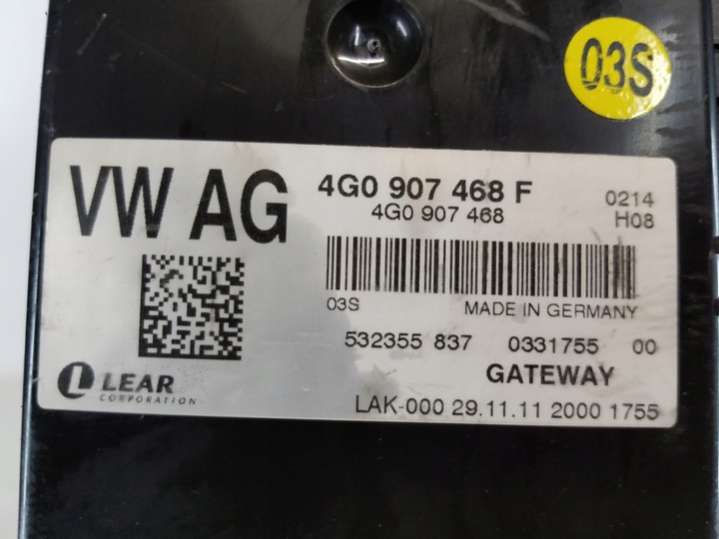 03S
VW AG
4G0 907 468 F
4G0 907 468
0214
H08
03S MADE IN GERMANY
532355 837 0331755 00
GATEWAY
LEAR
CORPORATION
LAK-000 29.11.11 2000 1755